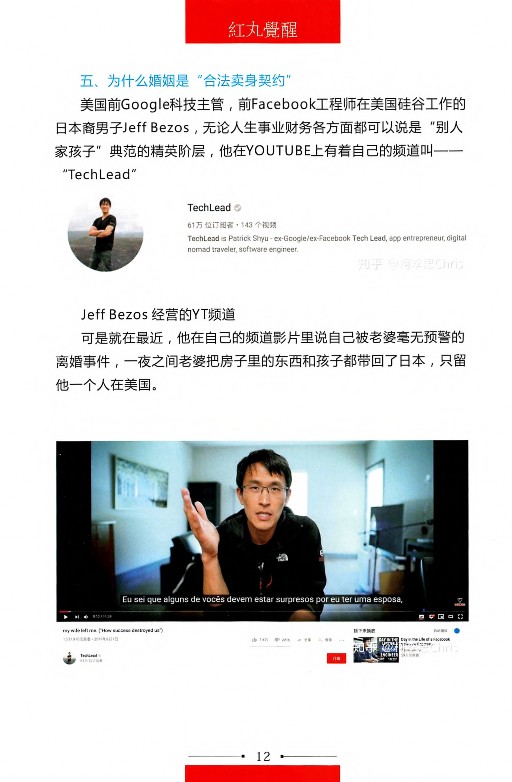 紅丸覺醒
五、为什么婚姻是“合法卖身契约”
美国前Google科技主管，前Facebook工程师在美国硅谷工作的
日本裔男子Jeff Bezos，无论人生事业财务各方面都可以说是“别人
家孩子”典范的精英阶层，他在YOUTUBE上有着自己的频道叫——
“TechLead”
TechLead
61万 位订阅者・143 个视频
TechLead is Patrick Shyu - ex-Google/ex-Facebook Tech Lead, app entrepreneur, digital
nomad traveler, software engineer.
Jeff Bezos 经营的YT频道
可是就在最近，他在自己的频道影片里说自己被老婆毫无预警的
离婚事件，一夜之间老婆把房子里的东西和孩子都带回了日本，只留
他一个人在美国。
Eu sei que alguns de vocês devem estar surpresos por eu ter uma esposa,
my wife left me. ("How success destroyed us")
TechLead
Day in the Life of a Facebook
12